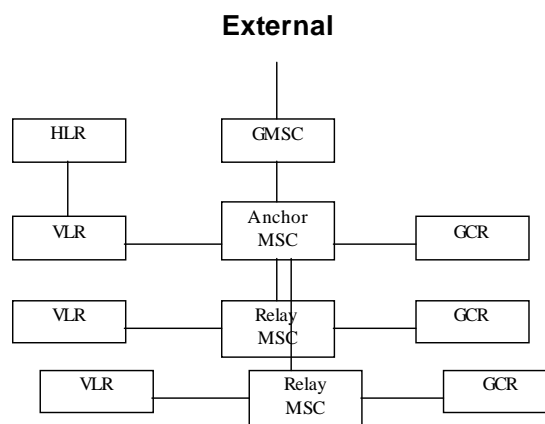 External
HLR
GMSC
VLR
Anchor
MSC
GCR
VLR
Relay
MSC
GCR
VLR
Relay
MSC
GCR